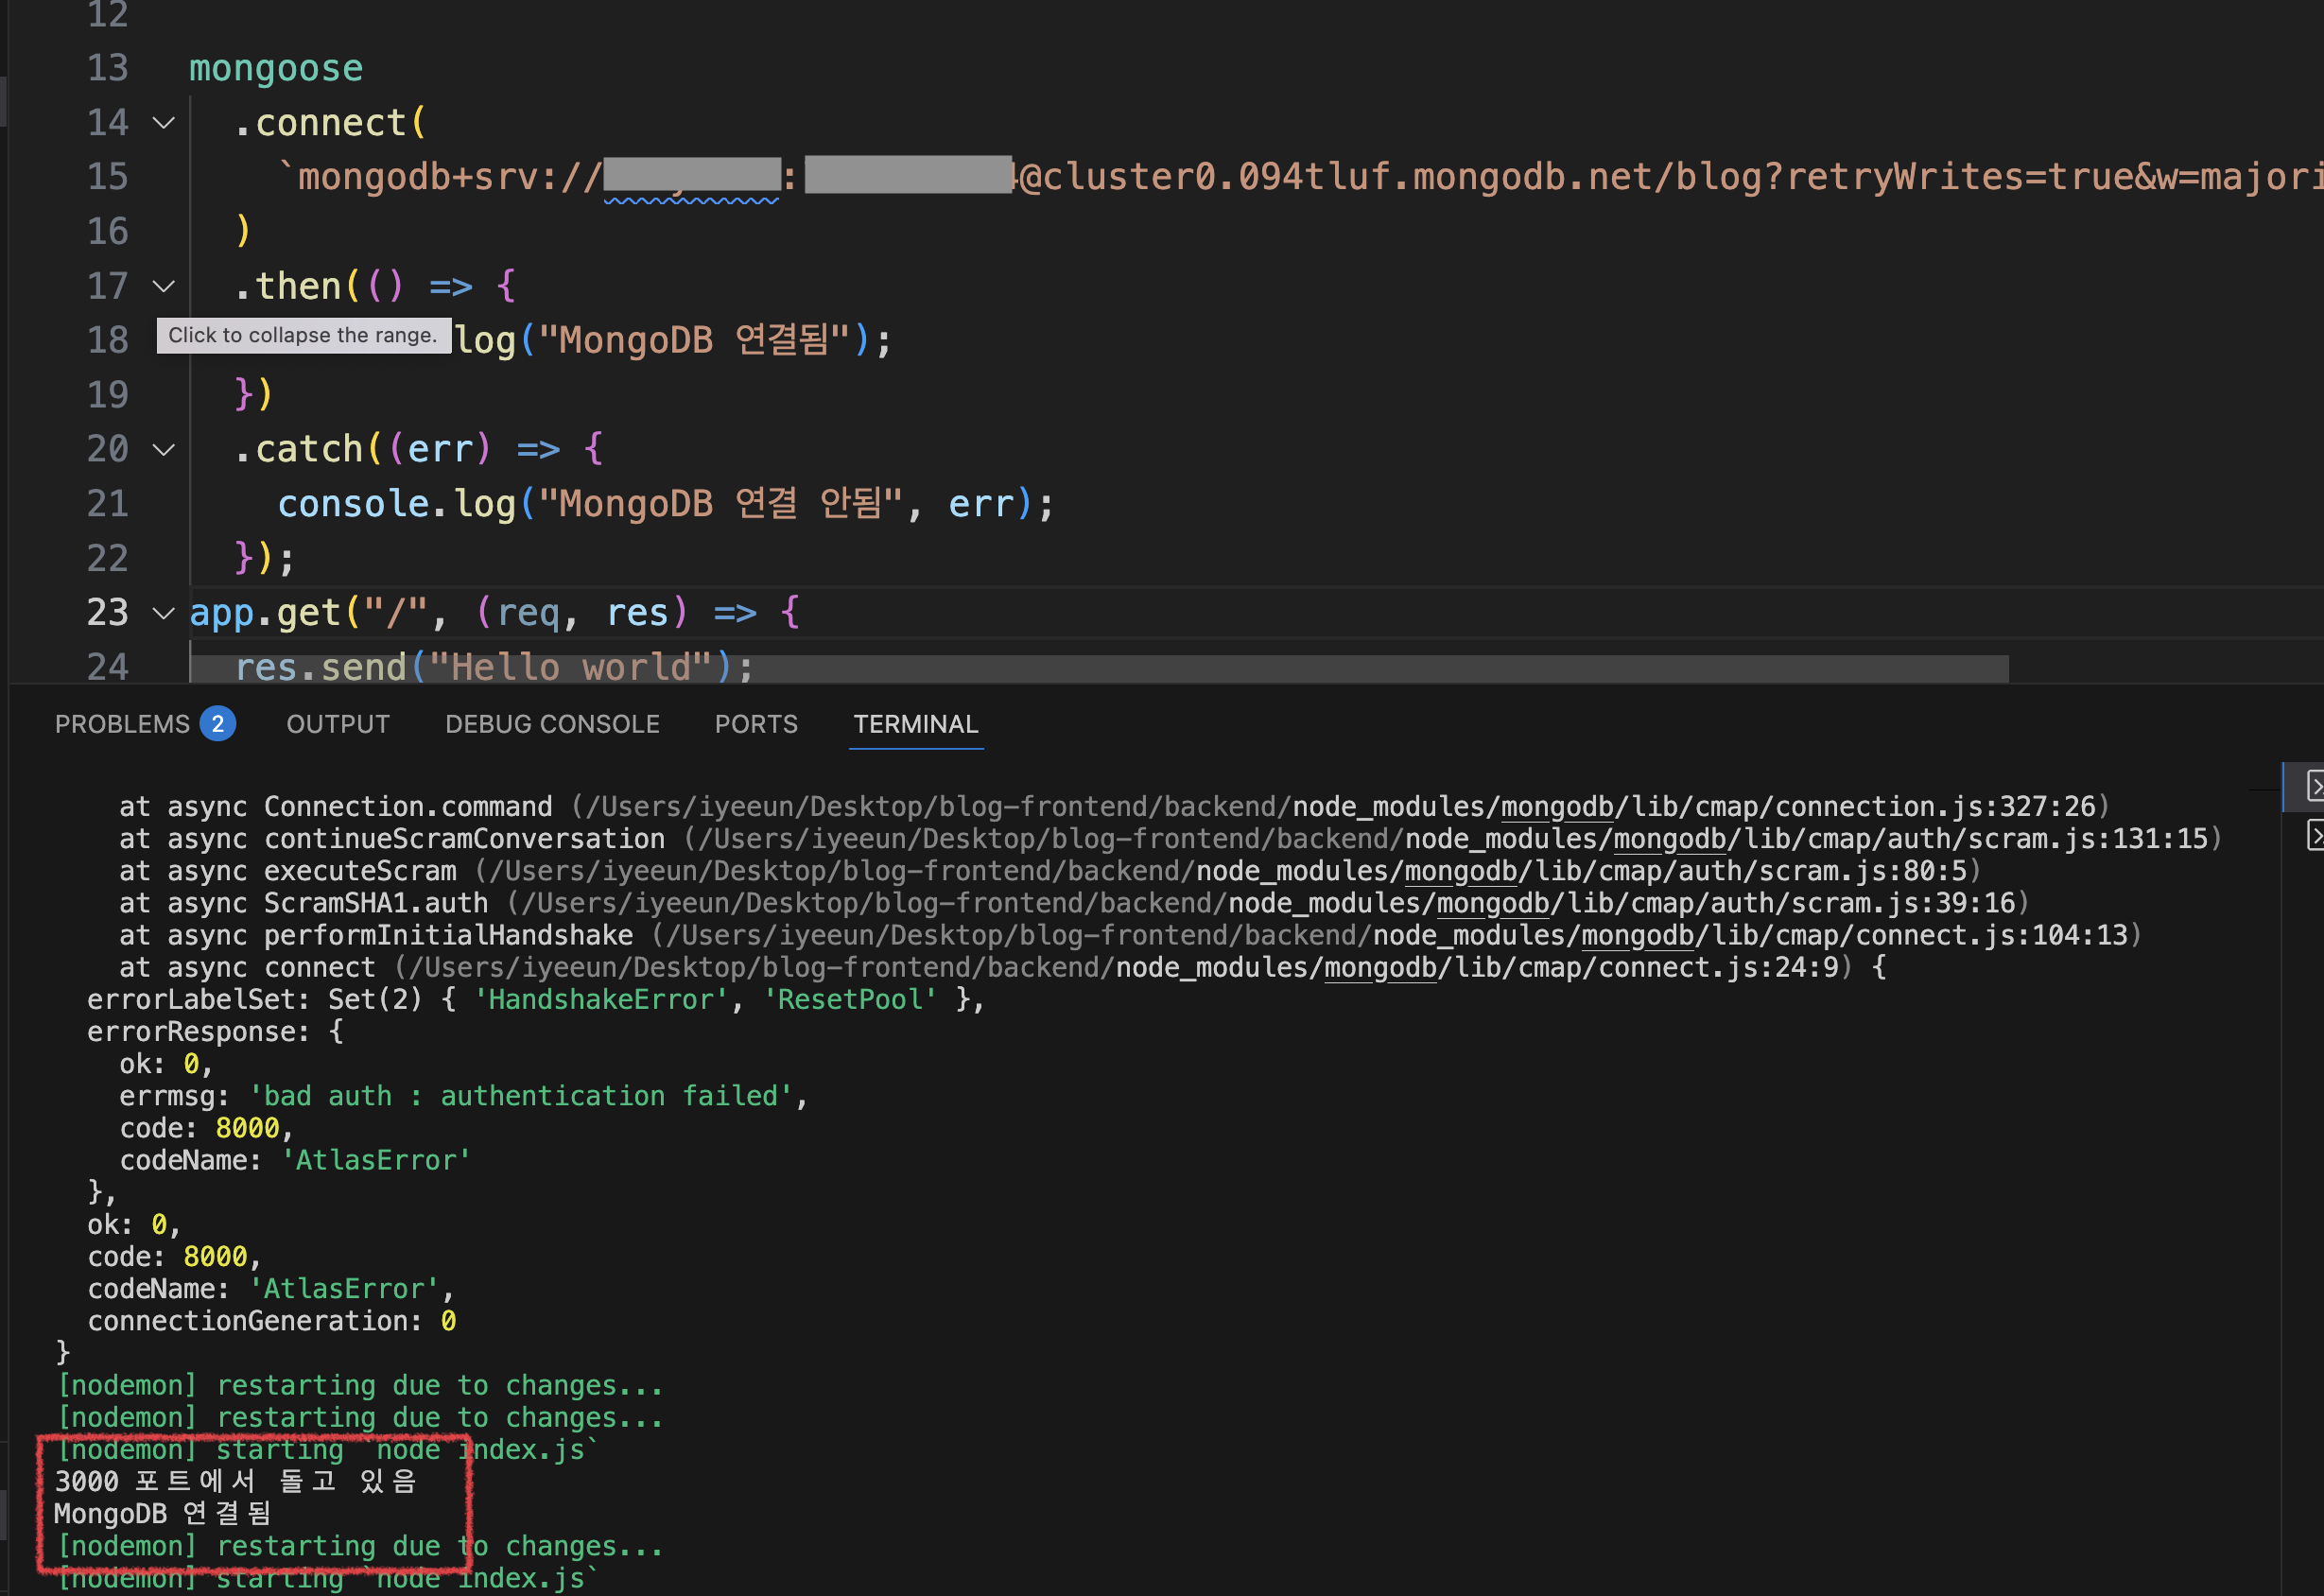 12
13 mongoose
14 .connect(
15 `mongodb+srv:// : @cluster0.094tluf.mongodb.net/blog?retryWrites=true&w=majori
16 )
17 .then(() => {
18 Click to collapse the range. log("MongoDB 연결됨");
19 })
20 .catch((err) => {
21 console.log("MongoDB 연결 안됨", err);
22 });
23 app.get("/", (req, res) => {
24 res.send("Hello world");
PROBLEMS 2 OUTPUT DEBUG CONSOLE PORTS TERMINAL
at async Connection.command (/Users/iyeeun/Desktop/blog-frontend/backend/node_modules/mongodb/lib/cmap/connection.js:327:26)
at async continueScramConversation (/Users/iyeeun/Desktop/blog-frontend/backend/node_modules/mongodb/lib/cmap/auth/scram.js:131:15)
at async executeScram (/Users/iyeeun/Desktop/blog-frontend/backend/node_modules/mongodb/lib/cmap/auth/scram.js:80:5)
at async ScramSHA1.auth (/Users/iyeeun/Desktop/blog-frontend/backend/node_modules/mongodb/lib/cmap/auth/scram.js:39:16)
at async performInitialHandshake (/Users/iyeeun/Desktop/blog-frontend/backend/node_modules/mongodb/lib/cmap/connect.js:104:13)
at async connect (/Users/iyeeun/Desktop/blog-frontend/backend/node_modules/mongodb/lib/cmap/connect.js:24:9) {
errorLabelSet: Set(2) { 'HandshakeError', 'ResetPool' },
errorResponse: {
ok: 0,
errmsg: 'bad auth : authentication failed',
code: 8000,
codeName: 'AtlasError'
},
ok: 0,
code: 8000,
codeName: 'AtlasError',
connectionGeneration: 0
}
[nodemon] restarting due to changes...
[nodemon] restarting due to changes...
[nodemon] starting `node index.js`
3000 포트에서 돌고 있음
MongoDB 연결됨
[nodemon] restarting due to changes...
[nodemon] starting `node index.js`